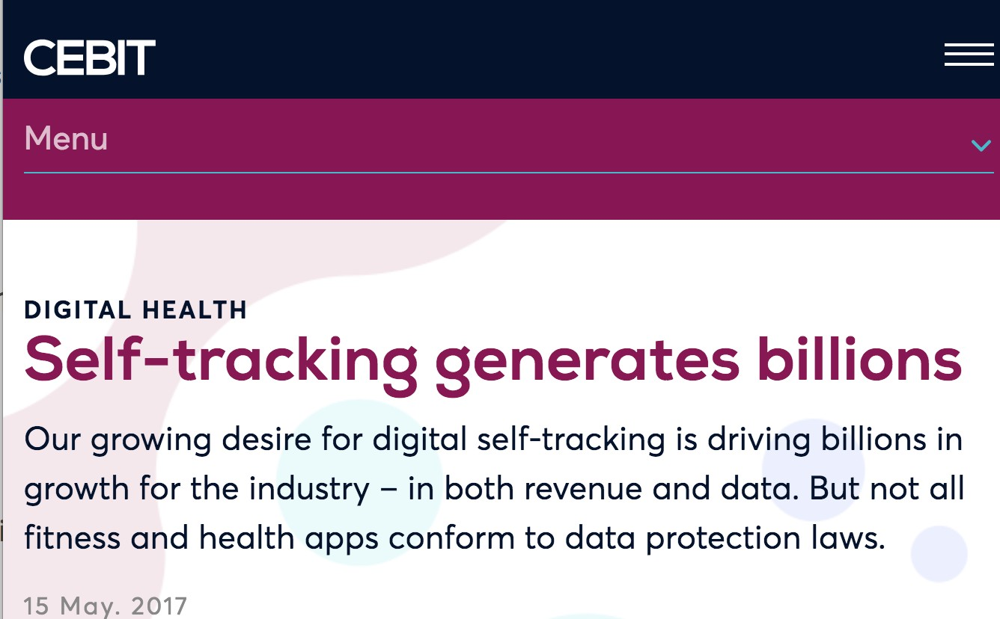 CEBIT
Menu
DIGITAL HEALTH
Self-tracking generates billions
Our growing desire for digital self-tracking is driving billions in
growth for the industry – in both revenue and data. But not all
fitness and health apps conform to data protection laws.
15 May. 2017